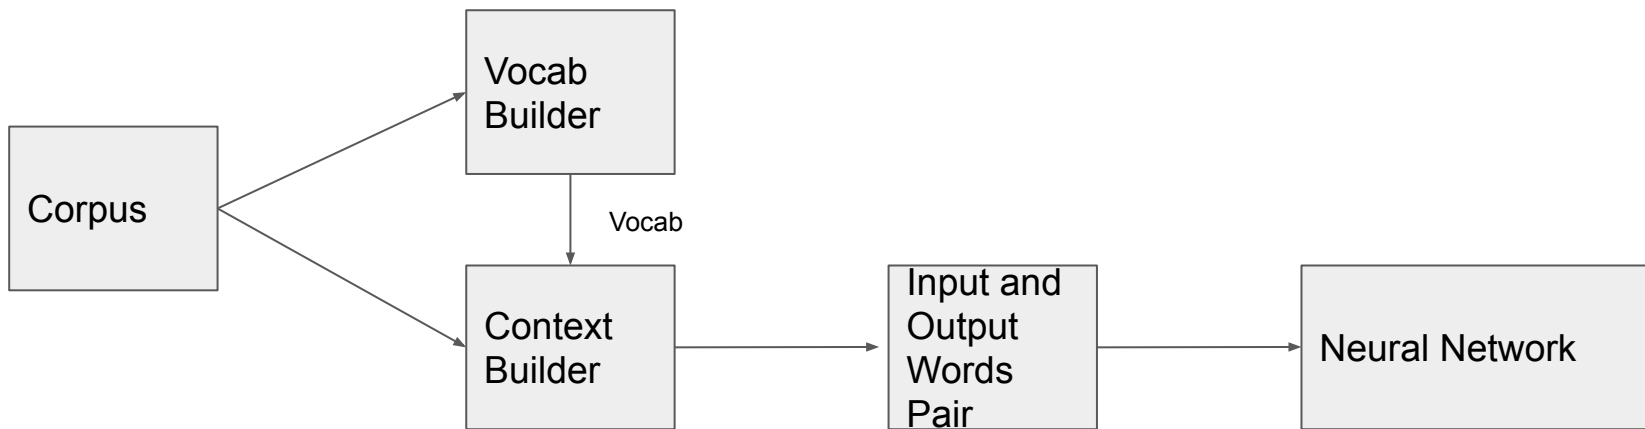 Corpus
Vocab
Builder
Vocab
Context
Builder
Input and
Output
Words
Pair
Neural Network